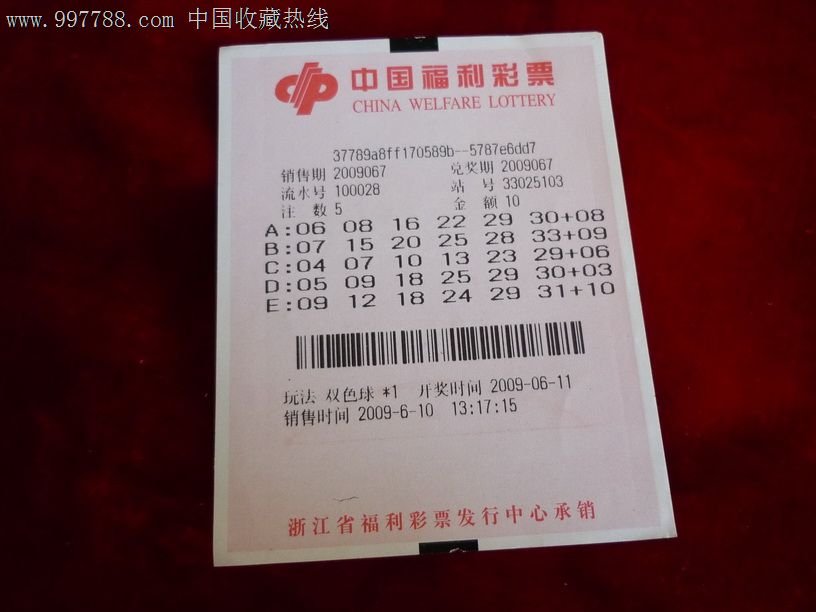 www.997788.com 中国收藏热线
中国福利彩票
CHINA WELFARE LOTTERY
37789a8ff170589b--5787e6dd7
销售期 2009067 兑奖期 2009067
流水号 100028 站 号 33025103
注 数 5 金 额 10
A:06 08 16 22 29 30+08
B:07 15 20 25 28 33+09
C:04 07 10 13 23 29+06
D:05 09 18 25 29 30+03
E:09 12 18 24 29 31+10
玩法 双色球 *1 开奖时间 2009-06-11
销售时间 2009-6-10 13:17:15
浙江省福利彩票发行中心承销